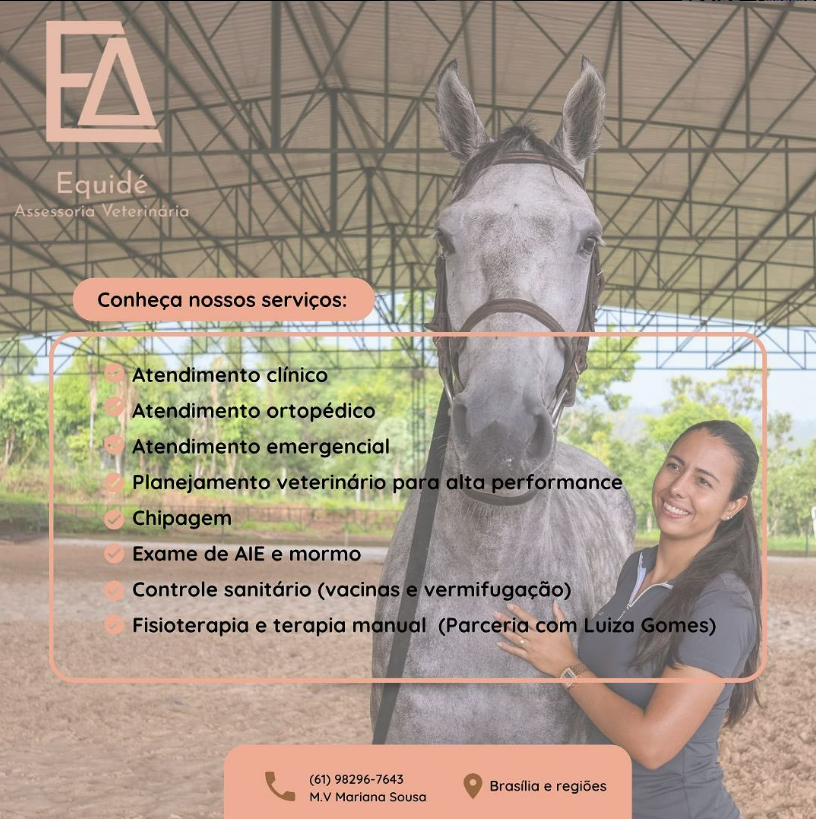 EA
Equidé
Assessoria Veterinária
Conheça nossos serviços:
Atendimento clínico
Atendimento ortopédico
Atendimento emergencial
Planejamento veterinário para alta performance
Chipagem
Exame de AIE e mormo
Controle sanitário (vacinas e vermifugação)
Fisioterapia e terapia manual (Parceria com Luiza Gomes)
(61) 98296-7643
M.V Mariana Sousa
Brasília e regiões